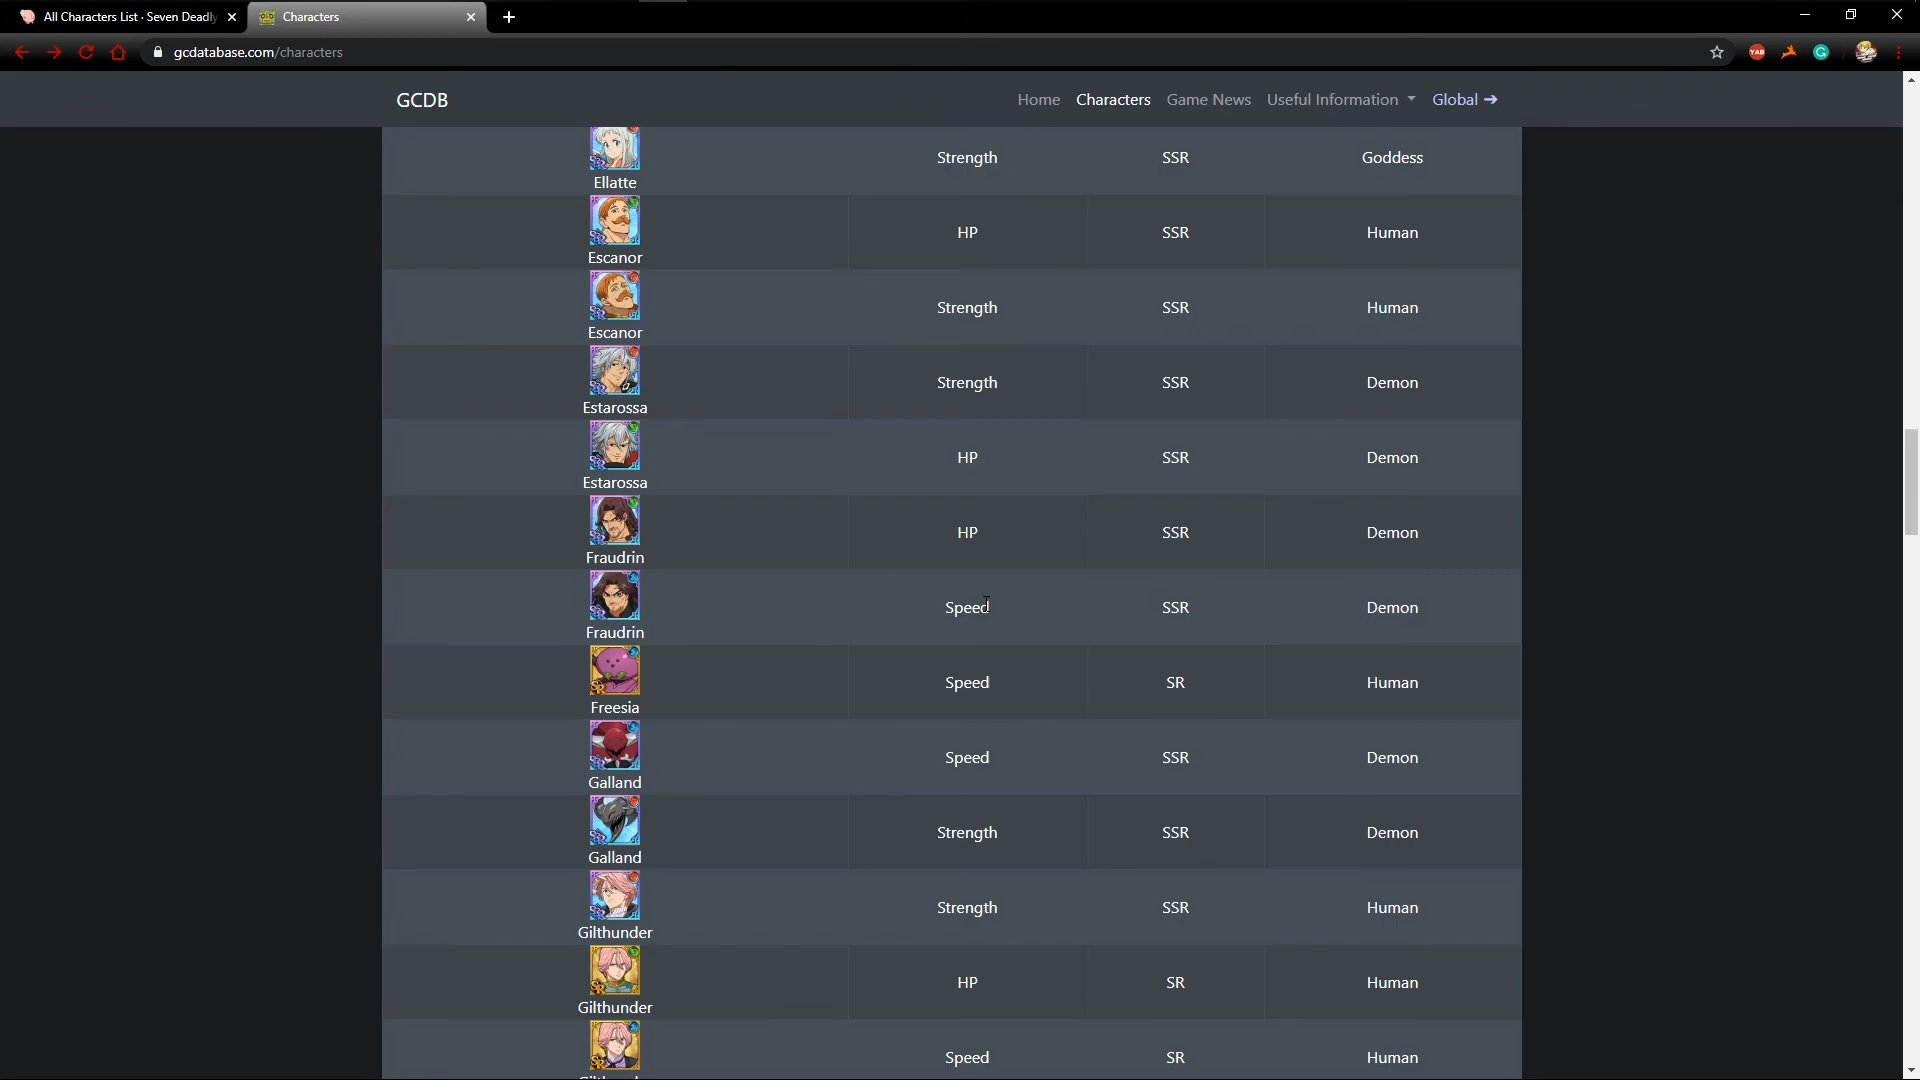 All Characters List · Seven Deadly
Characters
gcdatabase.com/characters
YAB
G
GCDB
Home Characters Game News Useful Information Global →
Ellatte Strength SSR Goddess
Escanor HP SSR Human
Escanor Strength SSR Human
Estarossa Strength SSR Demon
Estarossa HP SSR Demon
Fraudrin HP SSR Demon
Fraudrin Speed SSR Demon
Freesia Speed SR Human
Galland Speed SSR Demon
Galland Strength SSR Demon
Gilthunder Strength SSR Human
Gilthunder HP SR Human
Speed SR Human